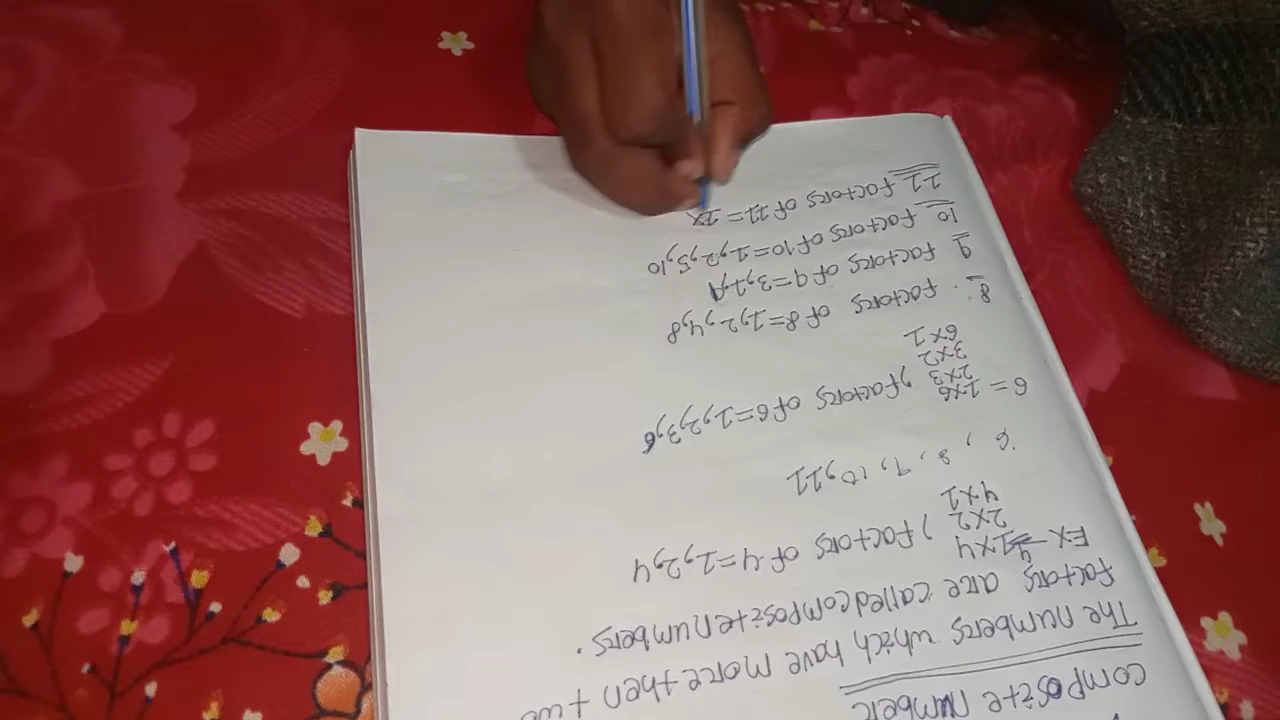 composite number
The numbers which have more then two
factors are called composite numbers.
Ex 4 1×4
2×2 , factors of 4=1,2,4
4×1
6, 8, 9, 10, 11
6= 1×6
2×3 , factors of 6=1,2,3,6
3×2
6×1
8. factors of 8=1,2,4,8
9 factors of 9=3,1,9
10 factors of 10=1,2,5,10
11 factors of 11=1×